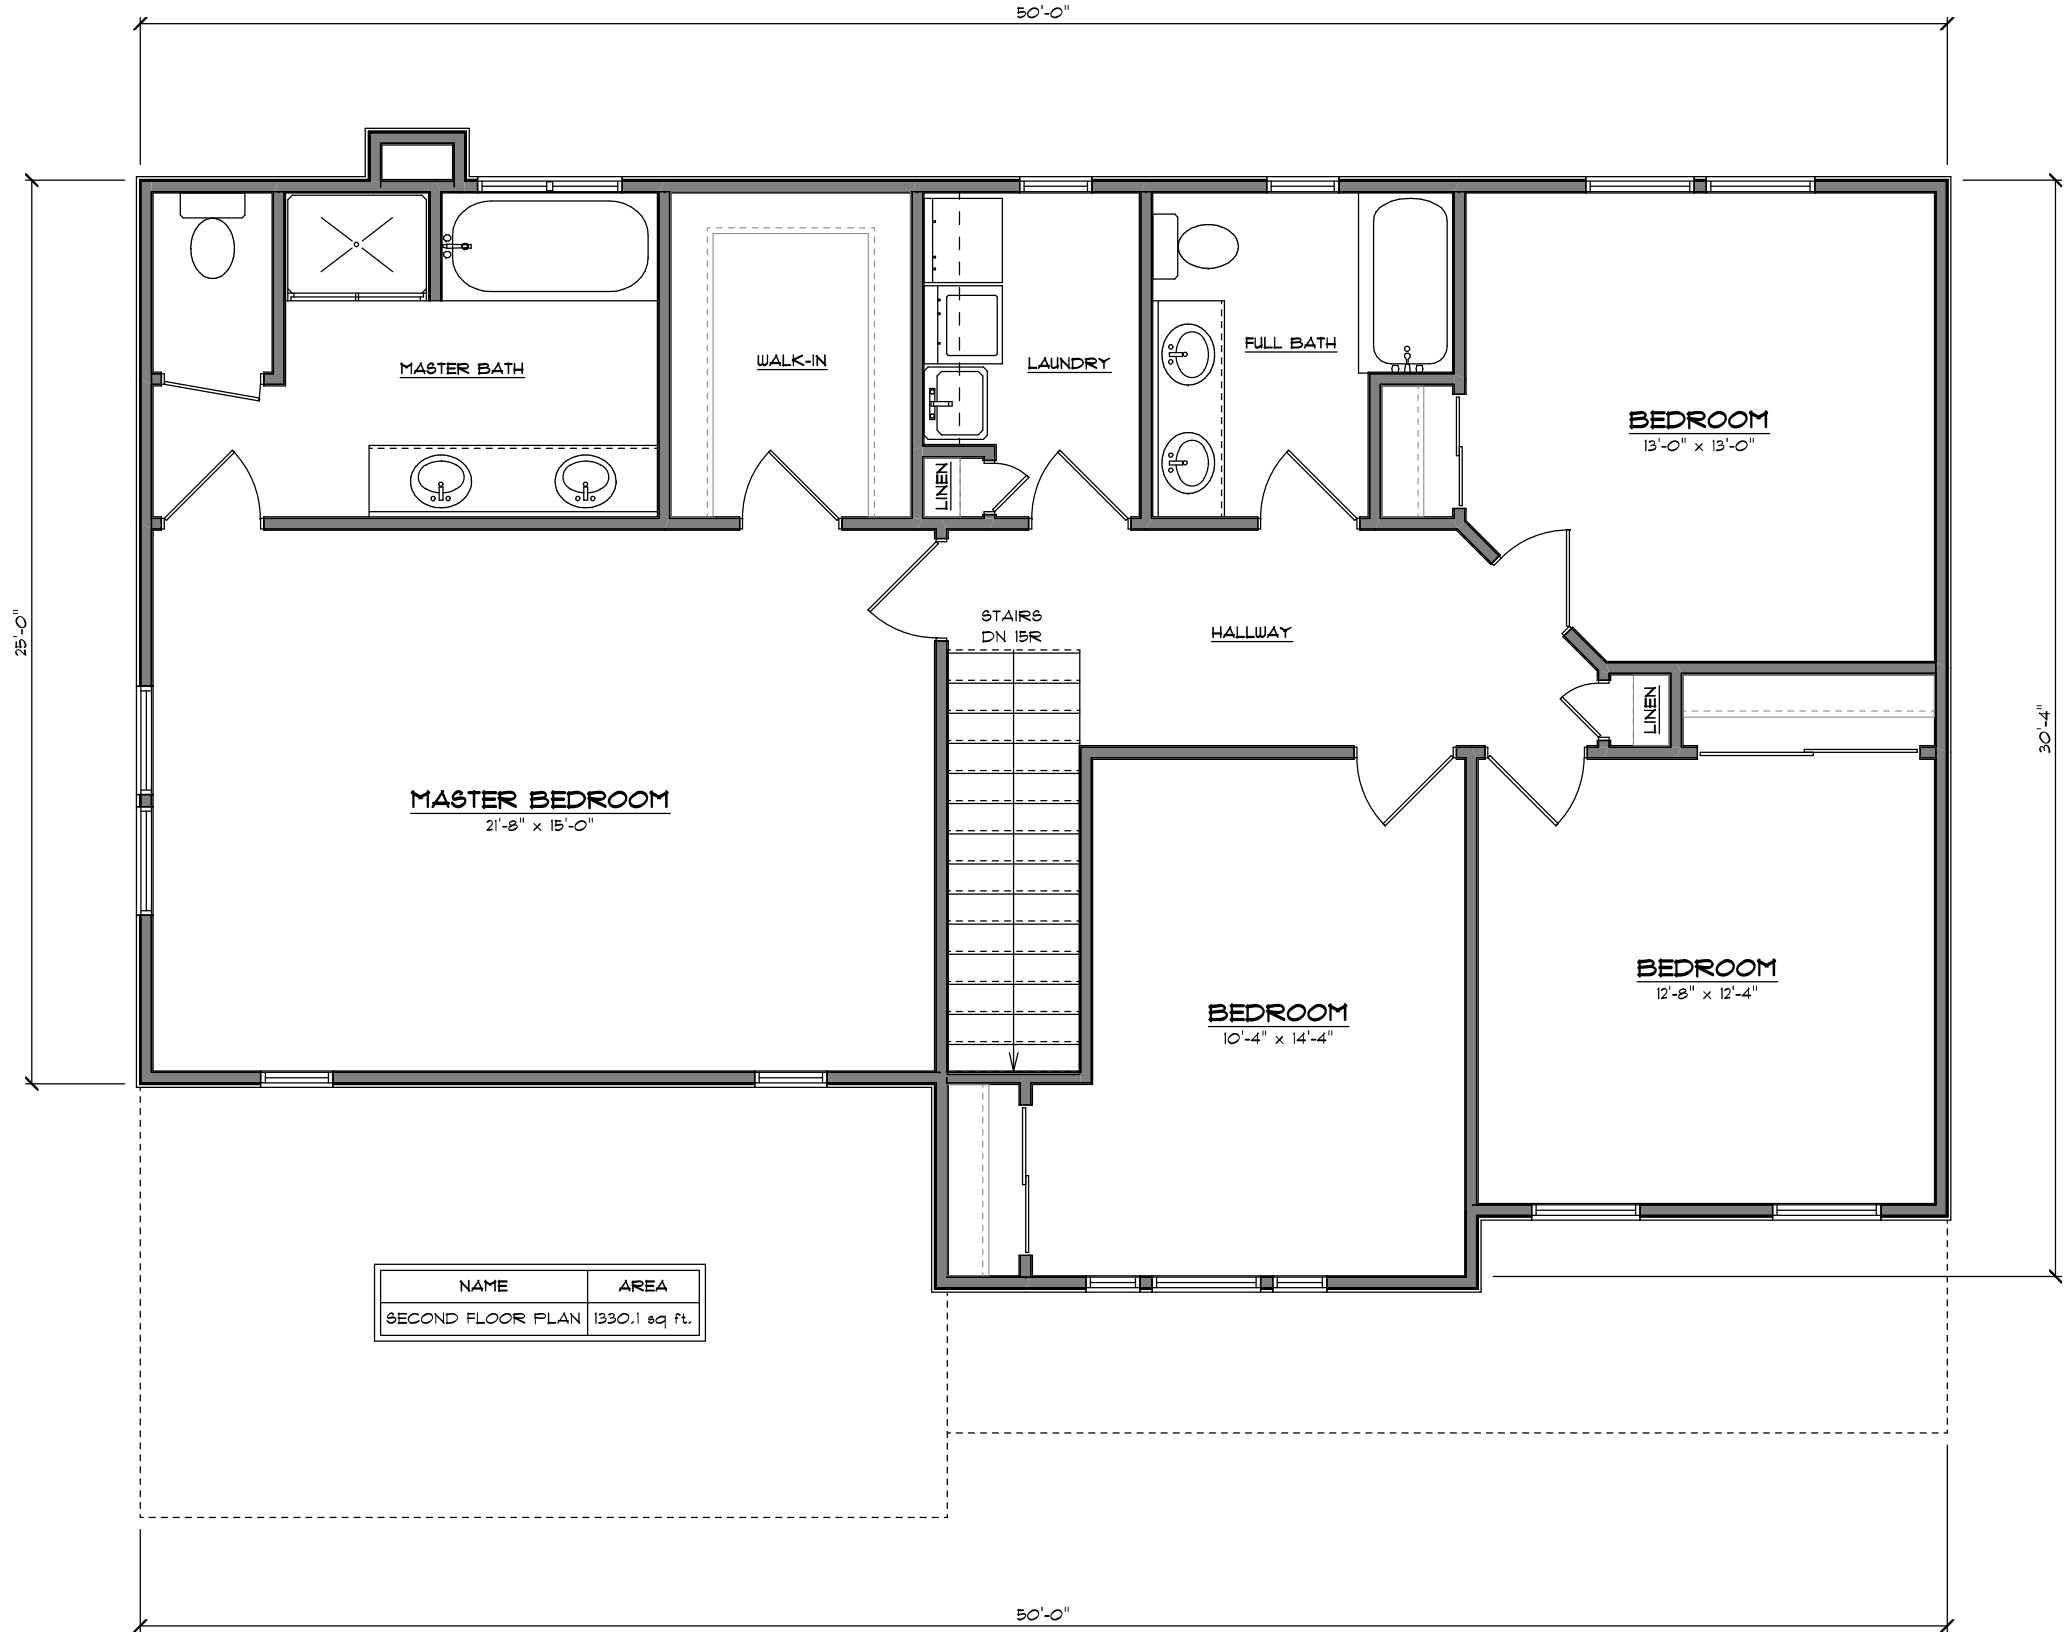 50'-0"
MASTER BATH
WALK-IN
LAUNDRY
FULL BATH
BEDROOM
13'-0" x 13'-0"
LINEN
STAIRS
DN 15R
HALLWAY
25'-0"
LINEN
30'-4"
MASTER BEDROOM
21'-8" x 15'-0"
BEDROOM
12'-8" x 12'-4"
BEDROOM
10'-4" x 14'-4"
NAME AREA
SECOND FLOOR PLAN 1330.1 sq ft.
50'-0"